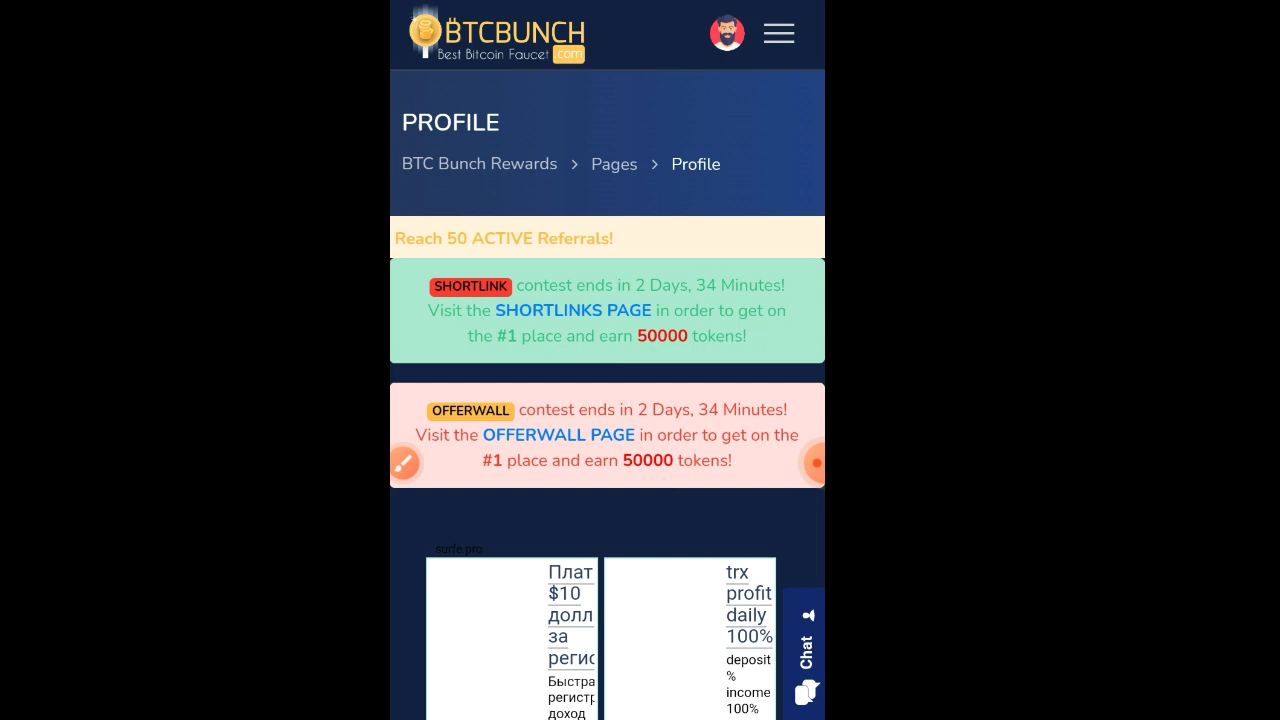 BTCBUNCH
Best Bitcoin Faucet .com
PROFILE
BTC Bunch Rewards > Pages > Profile
Reach 50 ACTIVE Referrals!
SHORTLINK contest ends in 2 Days, 34 Minutes!
Visit the SHORTLINKS PAGE in order to get on
the #1 place and earn 50000 tokens!
OFFERWALL contest ends in 2 Days, 34 Minutes!
Visit the OFFERWALL PAGE in order to get on the
#1 place and earn 50000 tokens!
surfe.pro
Плат
$10
долл
за
регис
Быстра
регистр
доход
trx
profit
daily
100%
deposit
%
income
100%
Chat